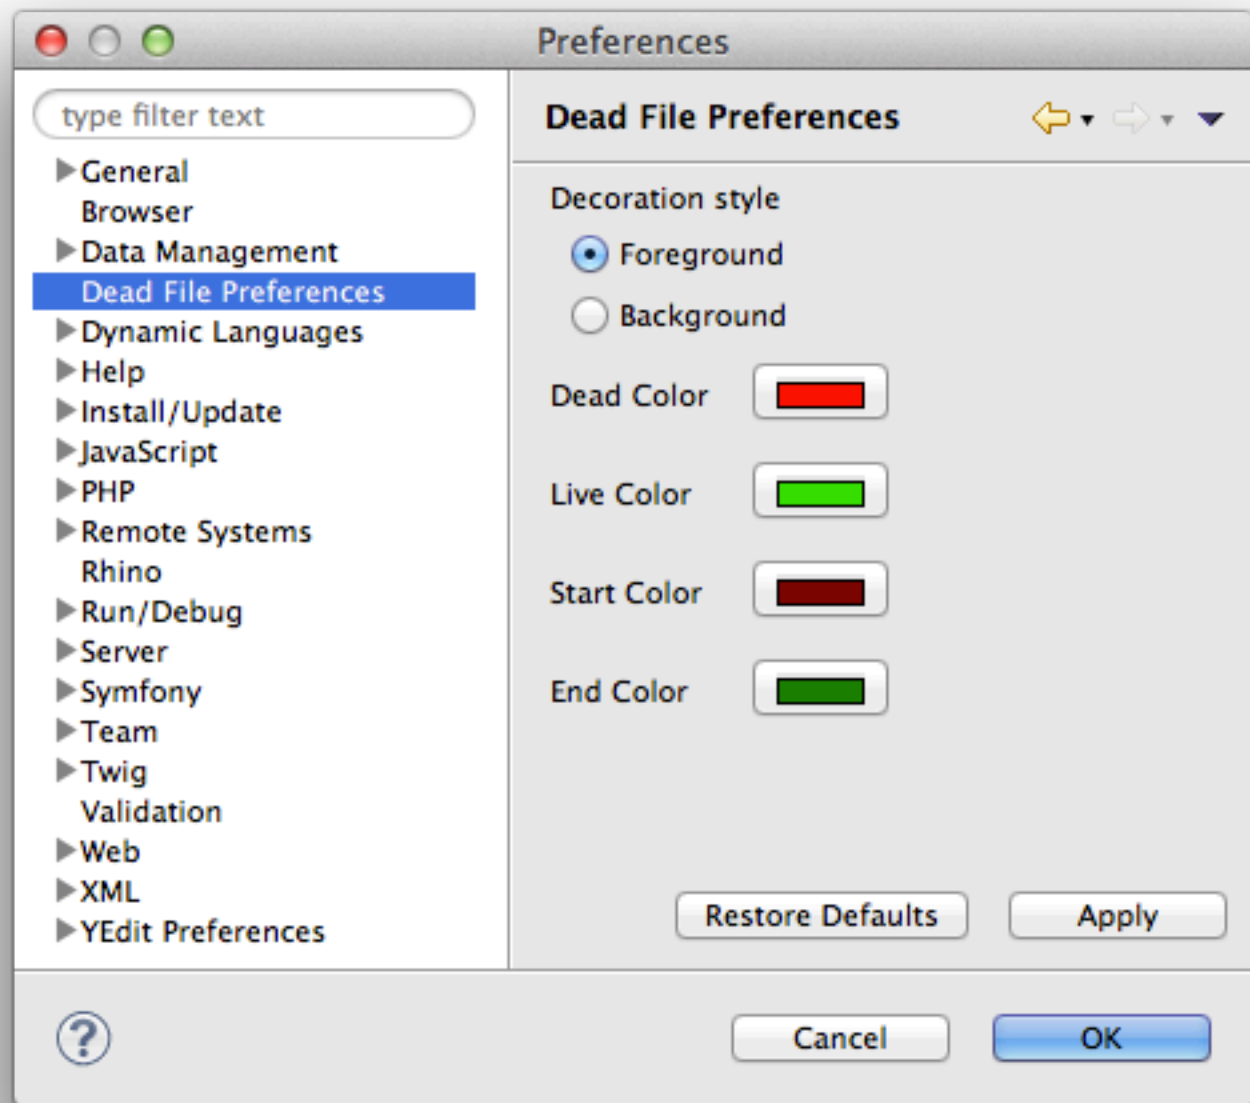 Preferences
type filter text
General
Browser
Data Management
Dead File Preferences
Dynamic Languages
Help
Install/Update
JavaScript
PHP
Remote Systems
Rhino
Run/Debug
Server
Symfony
Team
Twig
Validation
Web
XML
YEdit Preferences
Dead File Preferences
Decoration style
Foreground
Background
Dead Color
Live Color
Start Color
End Color
Restore Defaults
Apply
?
Cancel
OK